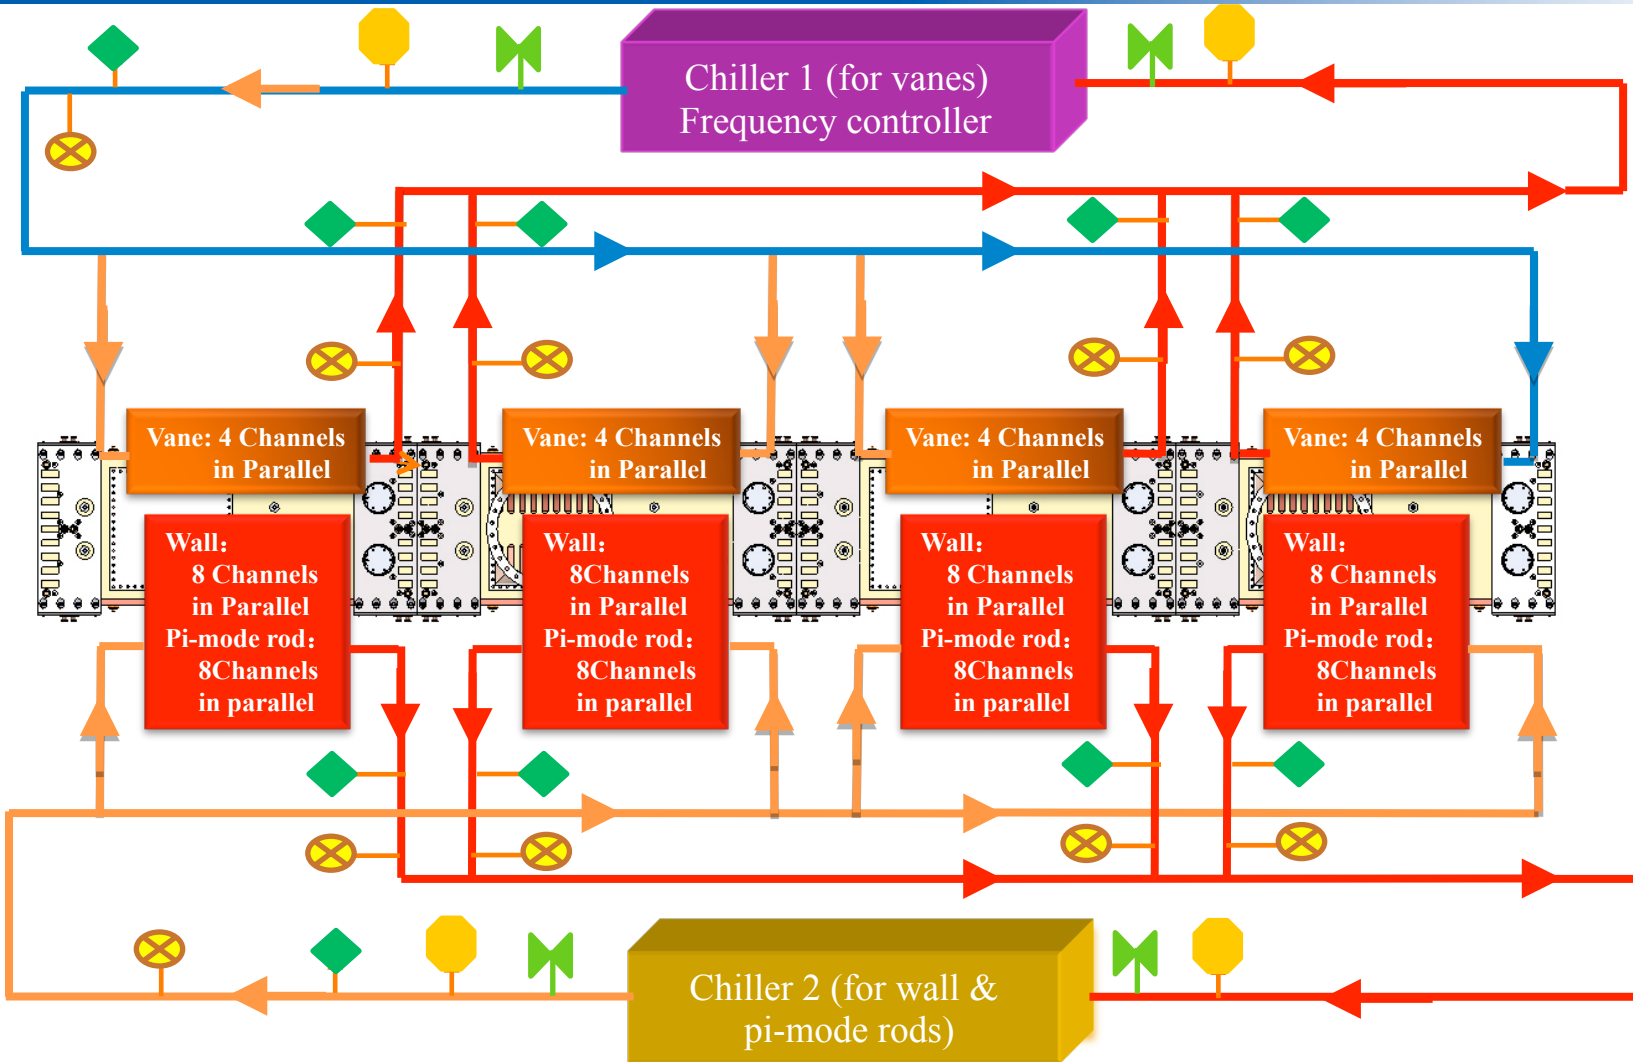 Chiller 1 (for vanes)
Frequency controller
Vane: 4 Channels
in Parallel
Vane: 4 Channels
in Parallel
Vane: 4 Channels
in Parallel
Vane: 4 Channels
in Parallel
Wall：
8 Channels
in Parallel
Pi-mode rod：
8Channels
in parallel
Wall：
8Channels
in Parallel
Pi-mode rod：
8Channels
in parallel
Wall：
8 Channels
in Parallel
Pi-mode rod：
8Channels
in parallel
Wall：
8 Channels
in Parallel
Pi-mode rod：
8Channels
in parallel
Chiller 2 (for wall &
pi-mode rods)